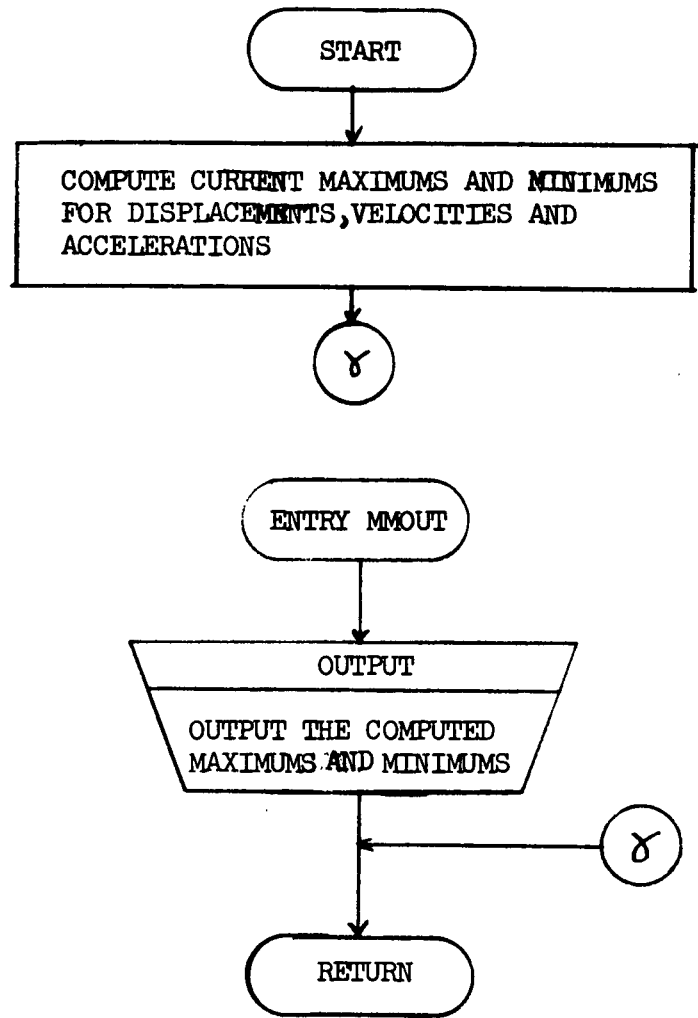 START
COMPUTE CURRENT MAXIMUMS AND MINIMUMS
FOR DISPLACEMENTS,VELOCITIES AND
ACCELERATIONS
γ
ENTRY MMOUT
OUTPUT
OUTPUT THE COMPUTED
MAXIMUMS AND MINIMUMS
γ
RETURN